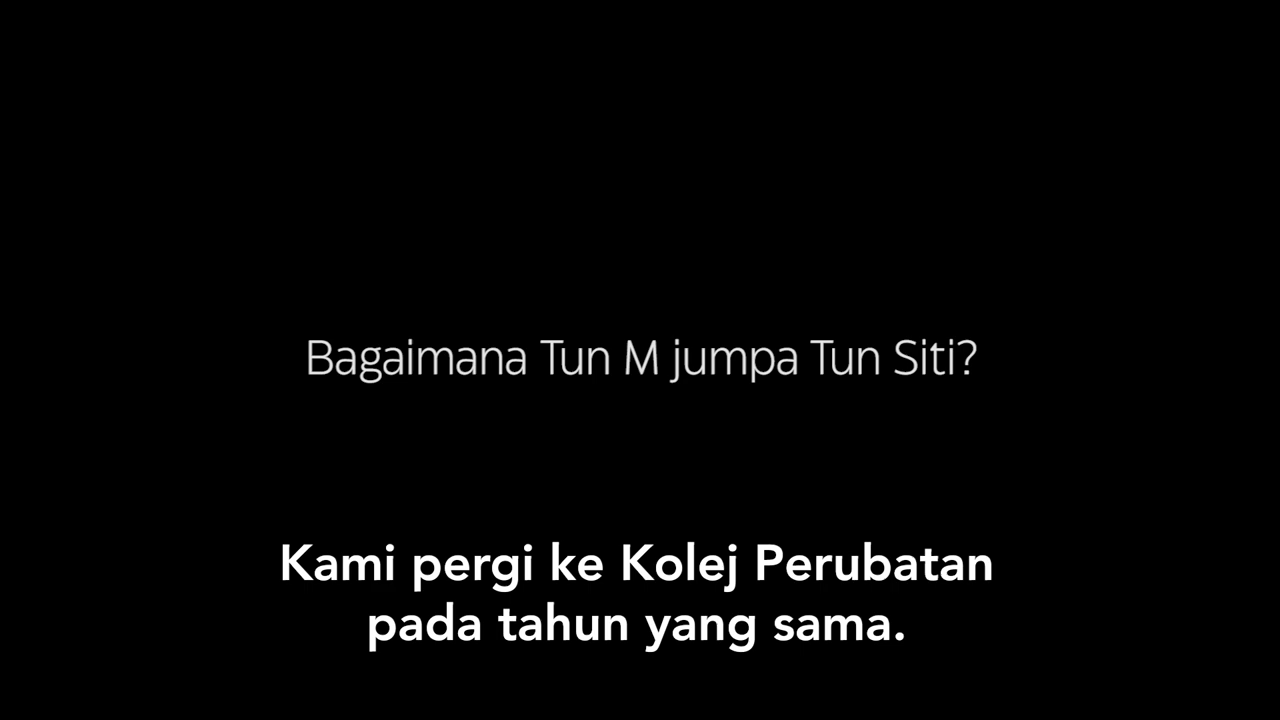 Bagaimana Tun M jumpa Tun Siti?
Kami pergi ke Kolej Perubatan
pada tahun yang sama.